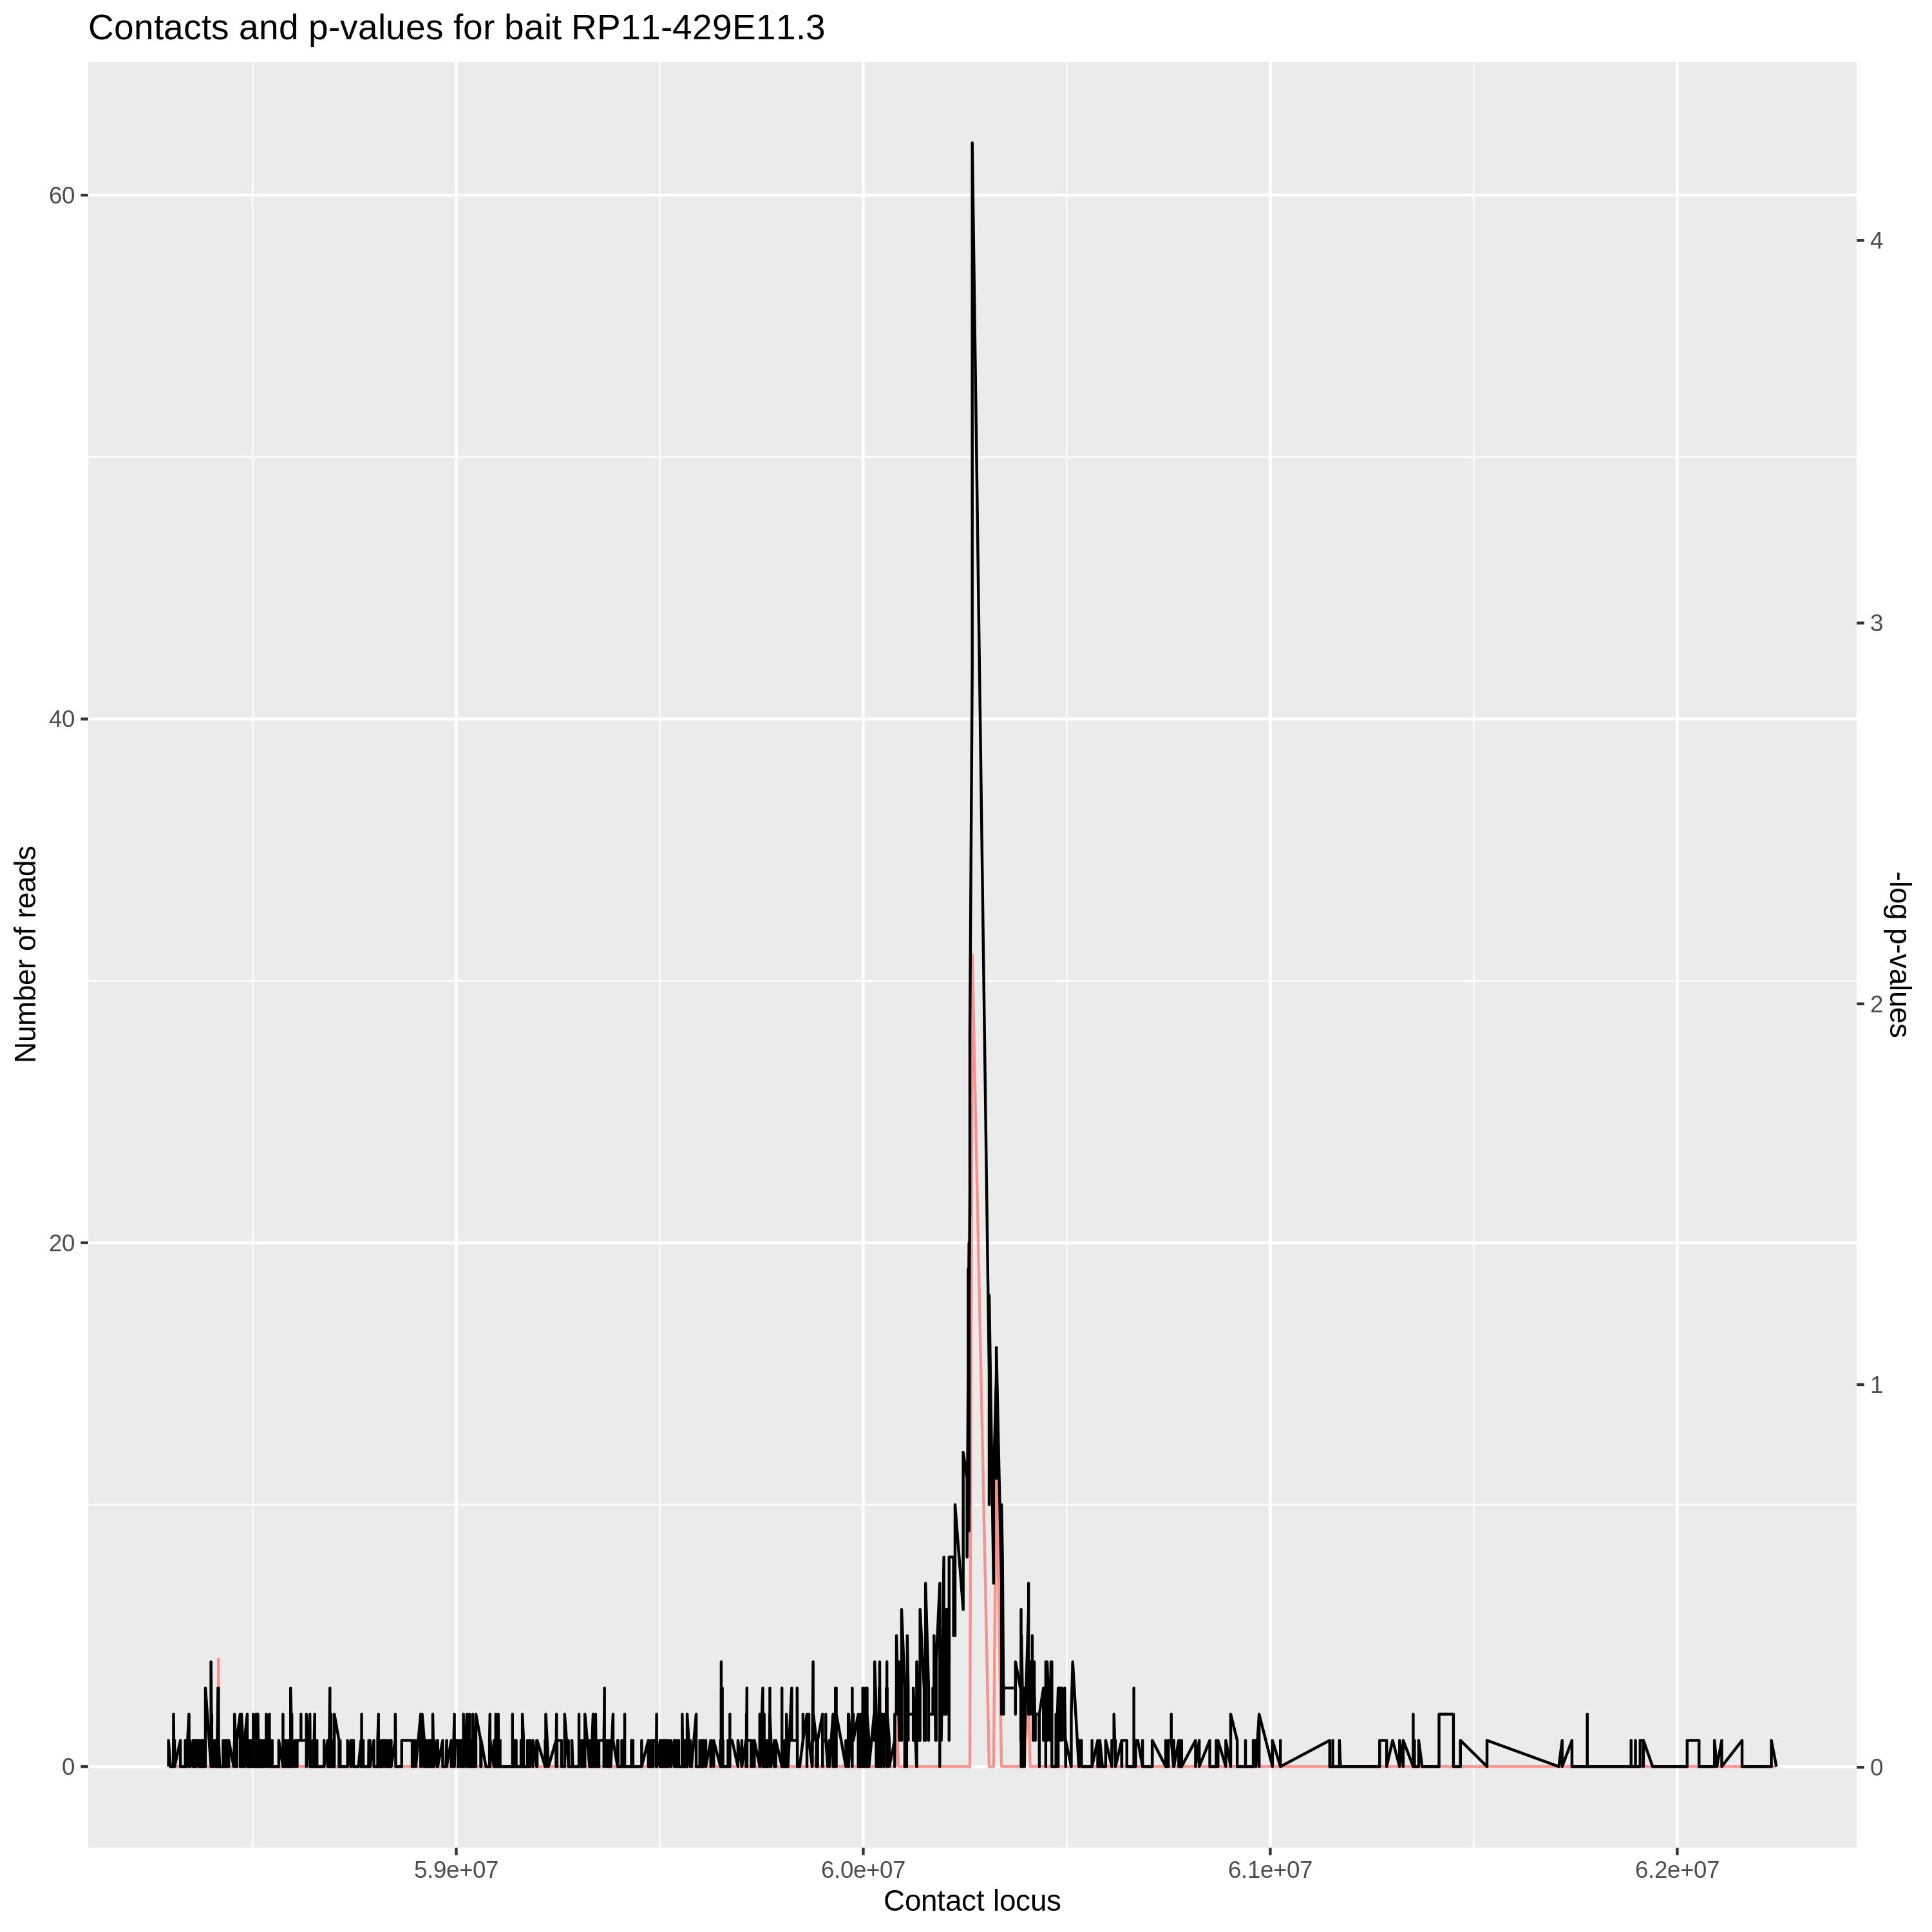 Contacts and p-values for bait RP11-429E11.3
60
40
20
0
Number of reads
4
3
2
1
0
-log p-values
5.9e+07
6.0e+07
6.1e+07
6.2e+07
Contact locus